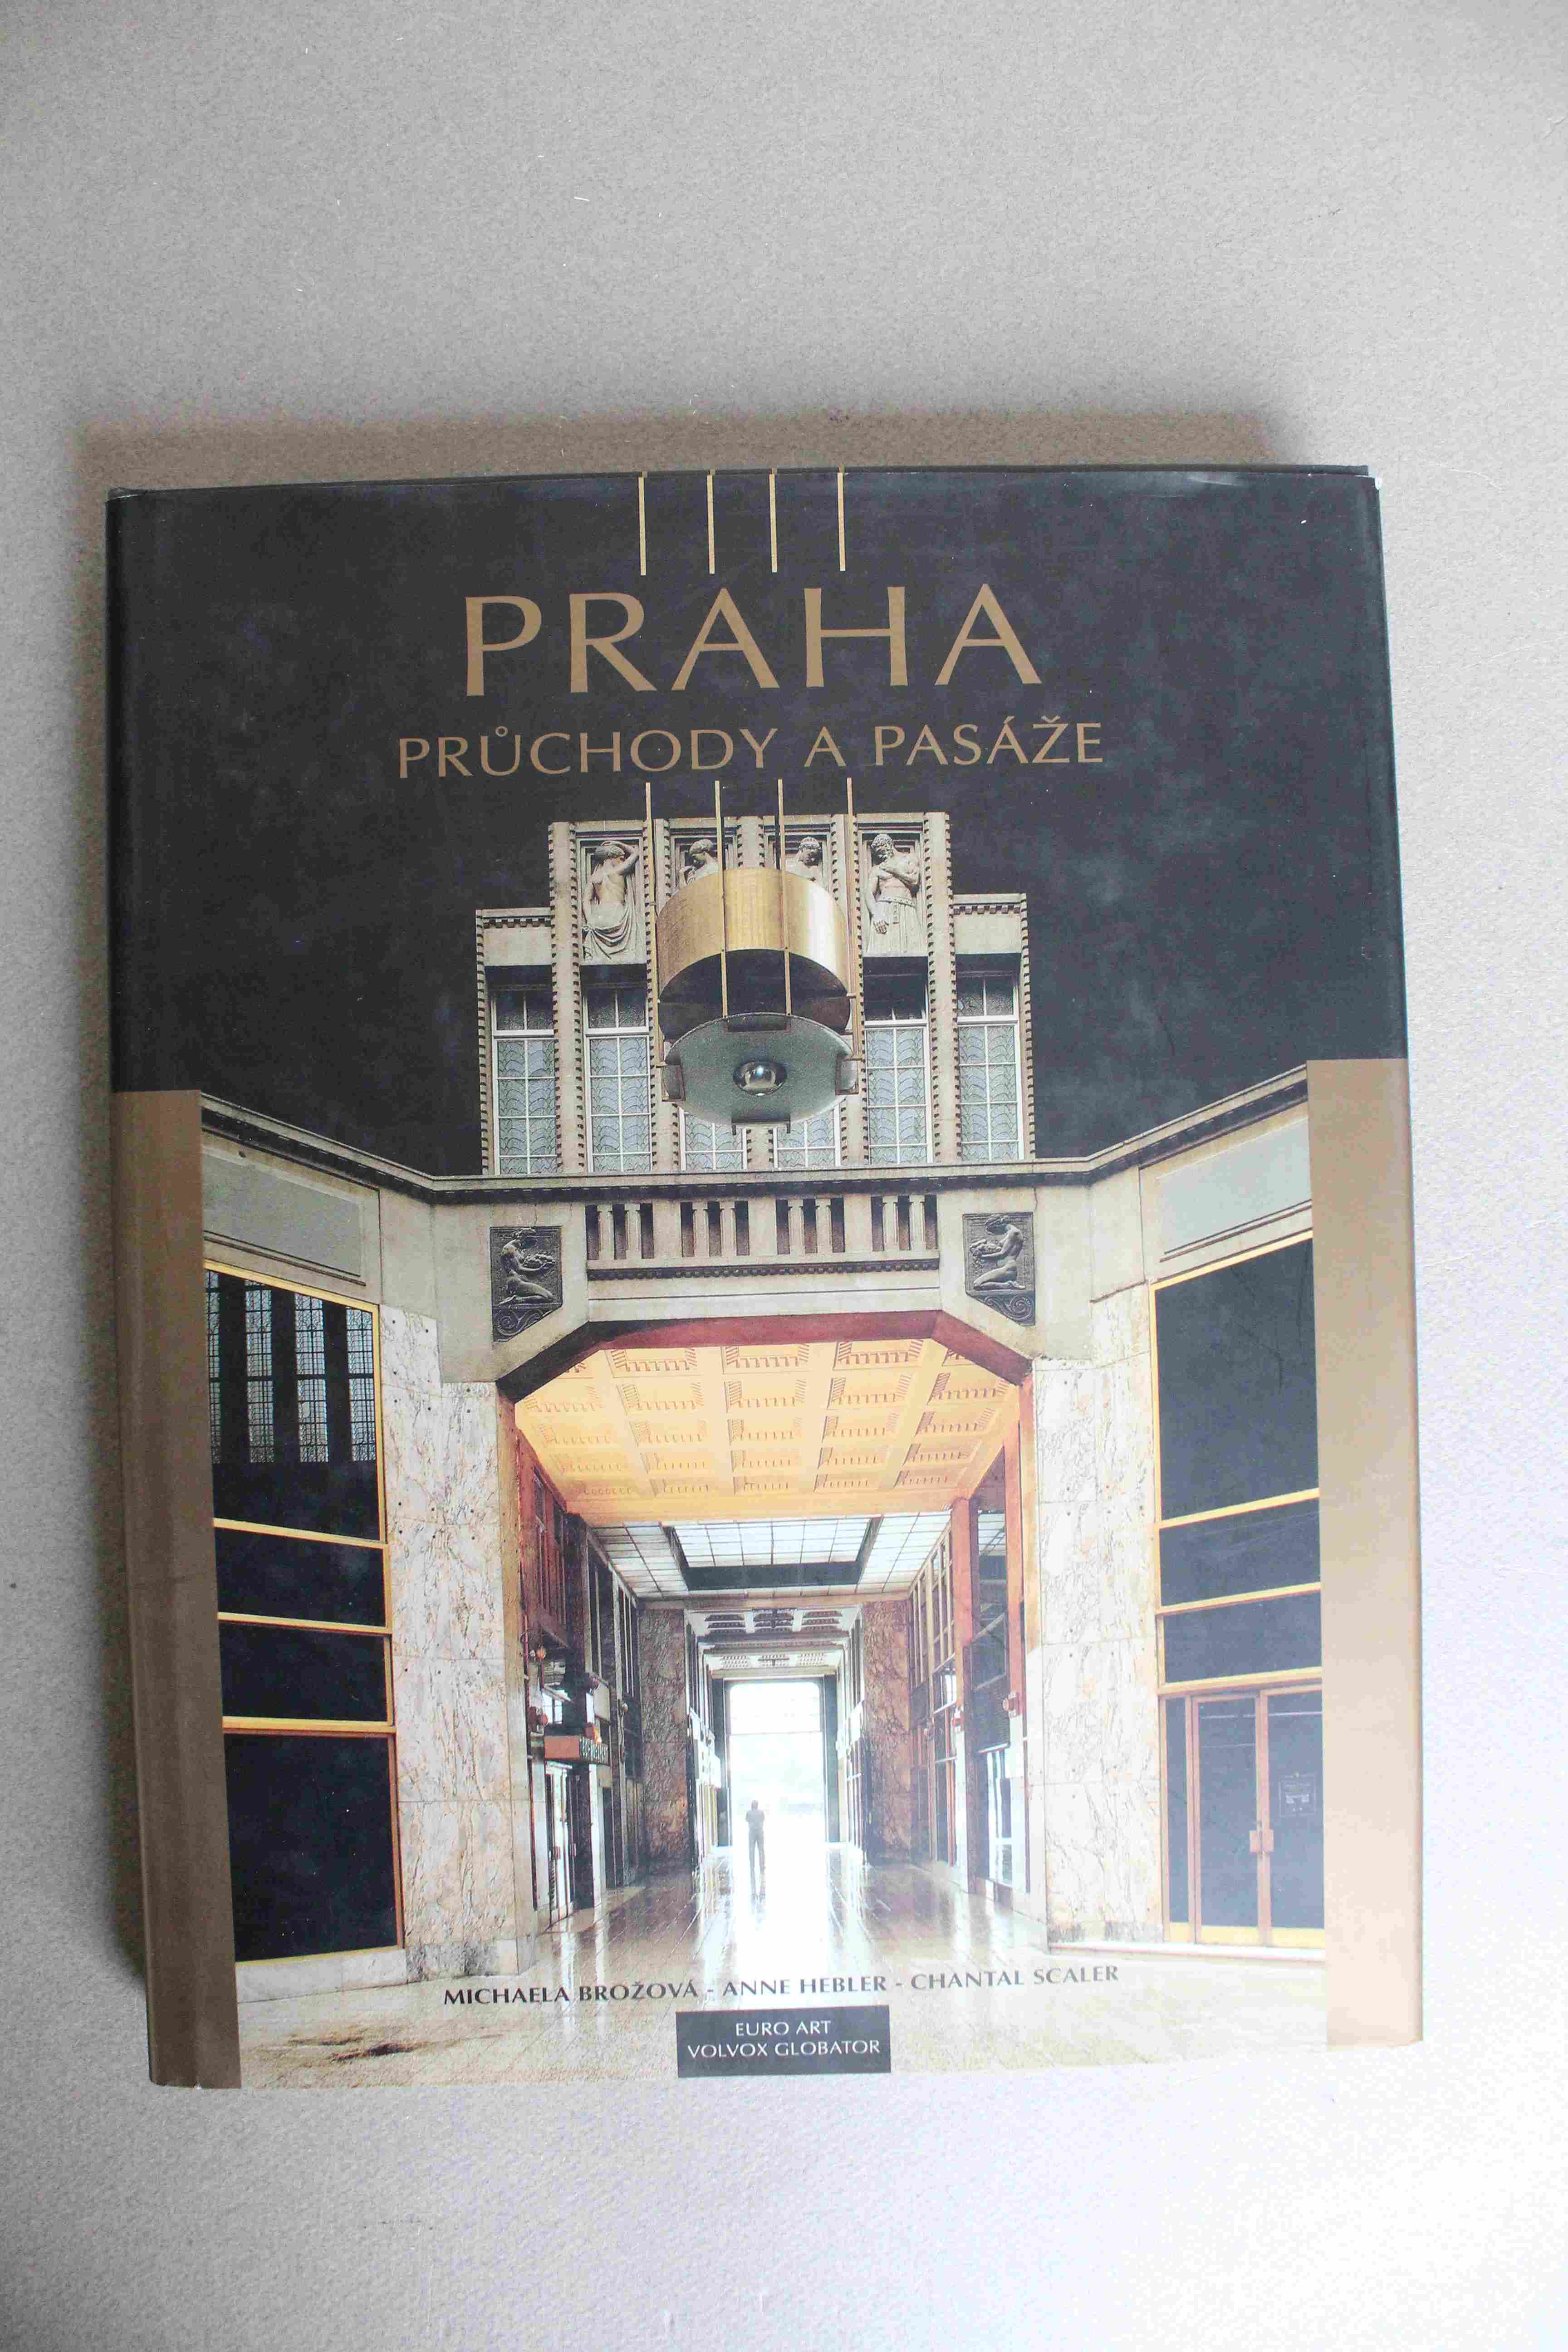 PRAHA
PRŮCHODY A PASÁŽE
MICHAELA BROŽOVÁ - ANNE HEBLER - CHANTAL SCALER
EURO ART
VOLVOX GLOBATOR